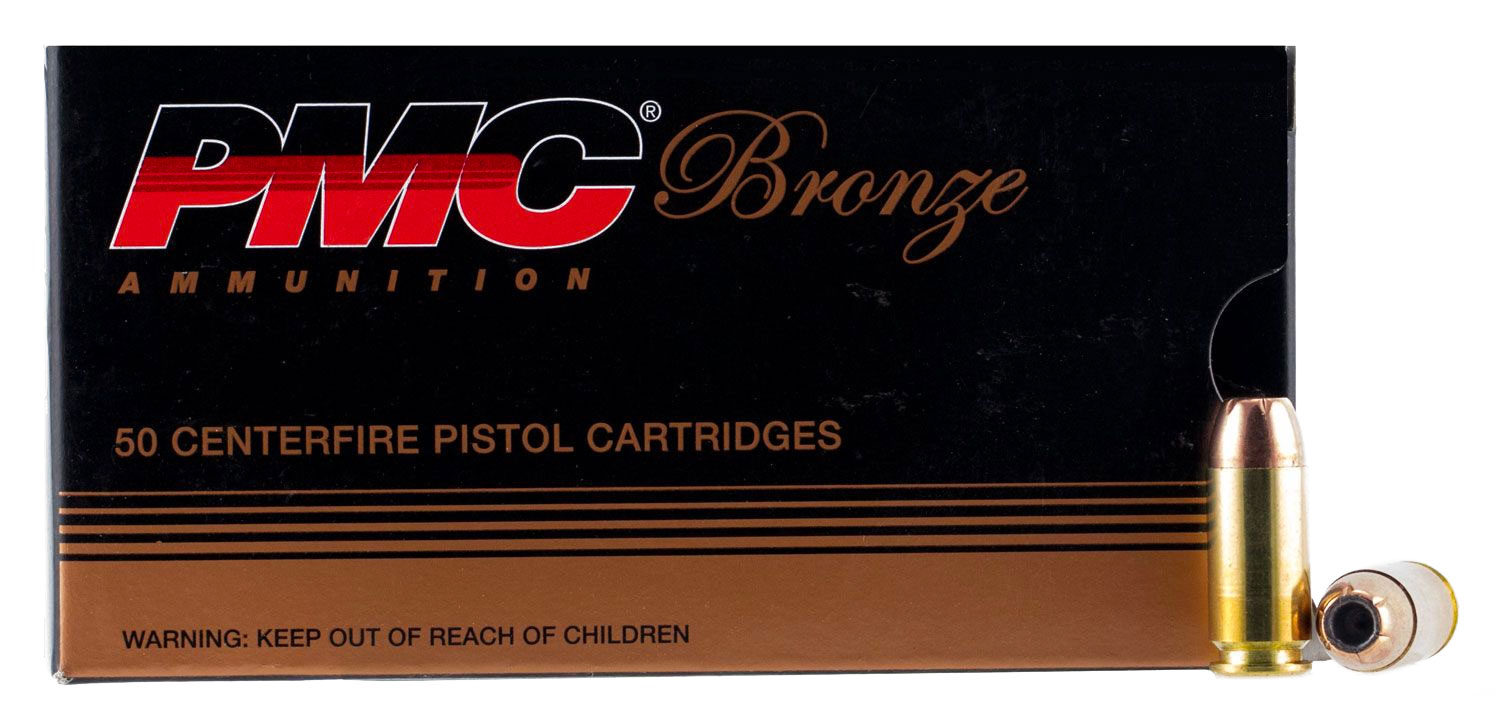 PMC® Bronze
AMMUNITION
50 CENTERFIRE PISTOL CARTRIDGES
WARNING: KEEP OUT OF REACH OF CHILDREN